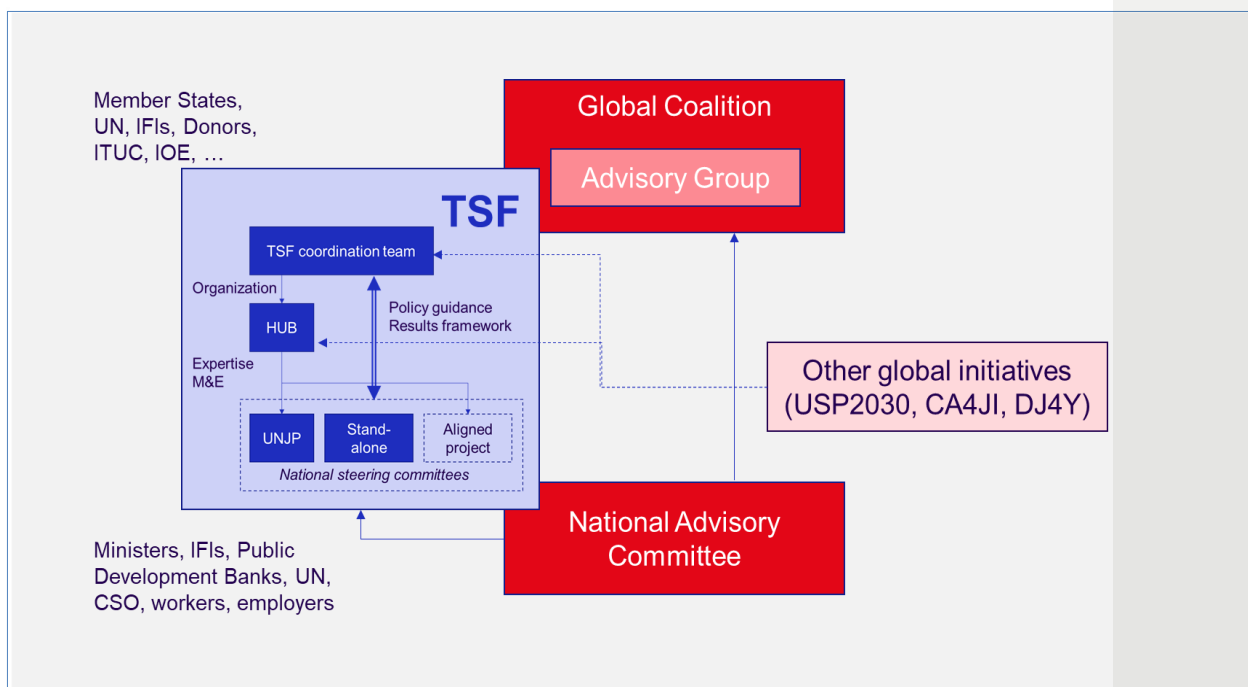 Member States,
UN, IFIs, Donors,
ITUC, IOE, …
Global Coalition
Advisory Group
TSF
TSF coordination team
Organization
Policy guidance
Results framework
HUB
Expertise
M&E
UNJP
Stand-
alone
Aligned
project
National steering committees
Other global initiatives
(USP2030, CA4JI, DJ4Y)
National Advisory
Committee
Ministers, IFIs, Public
Development Banks, UN,
CSO, workers, employers